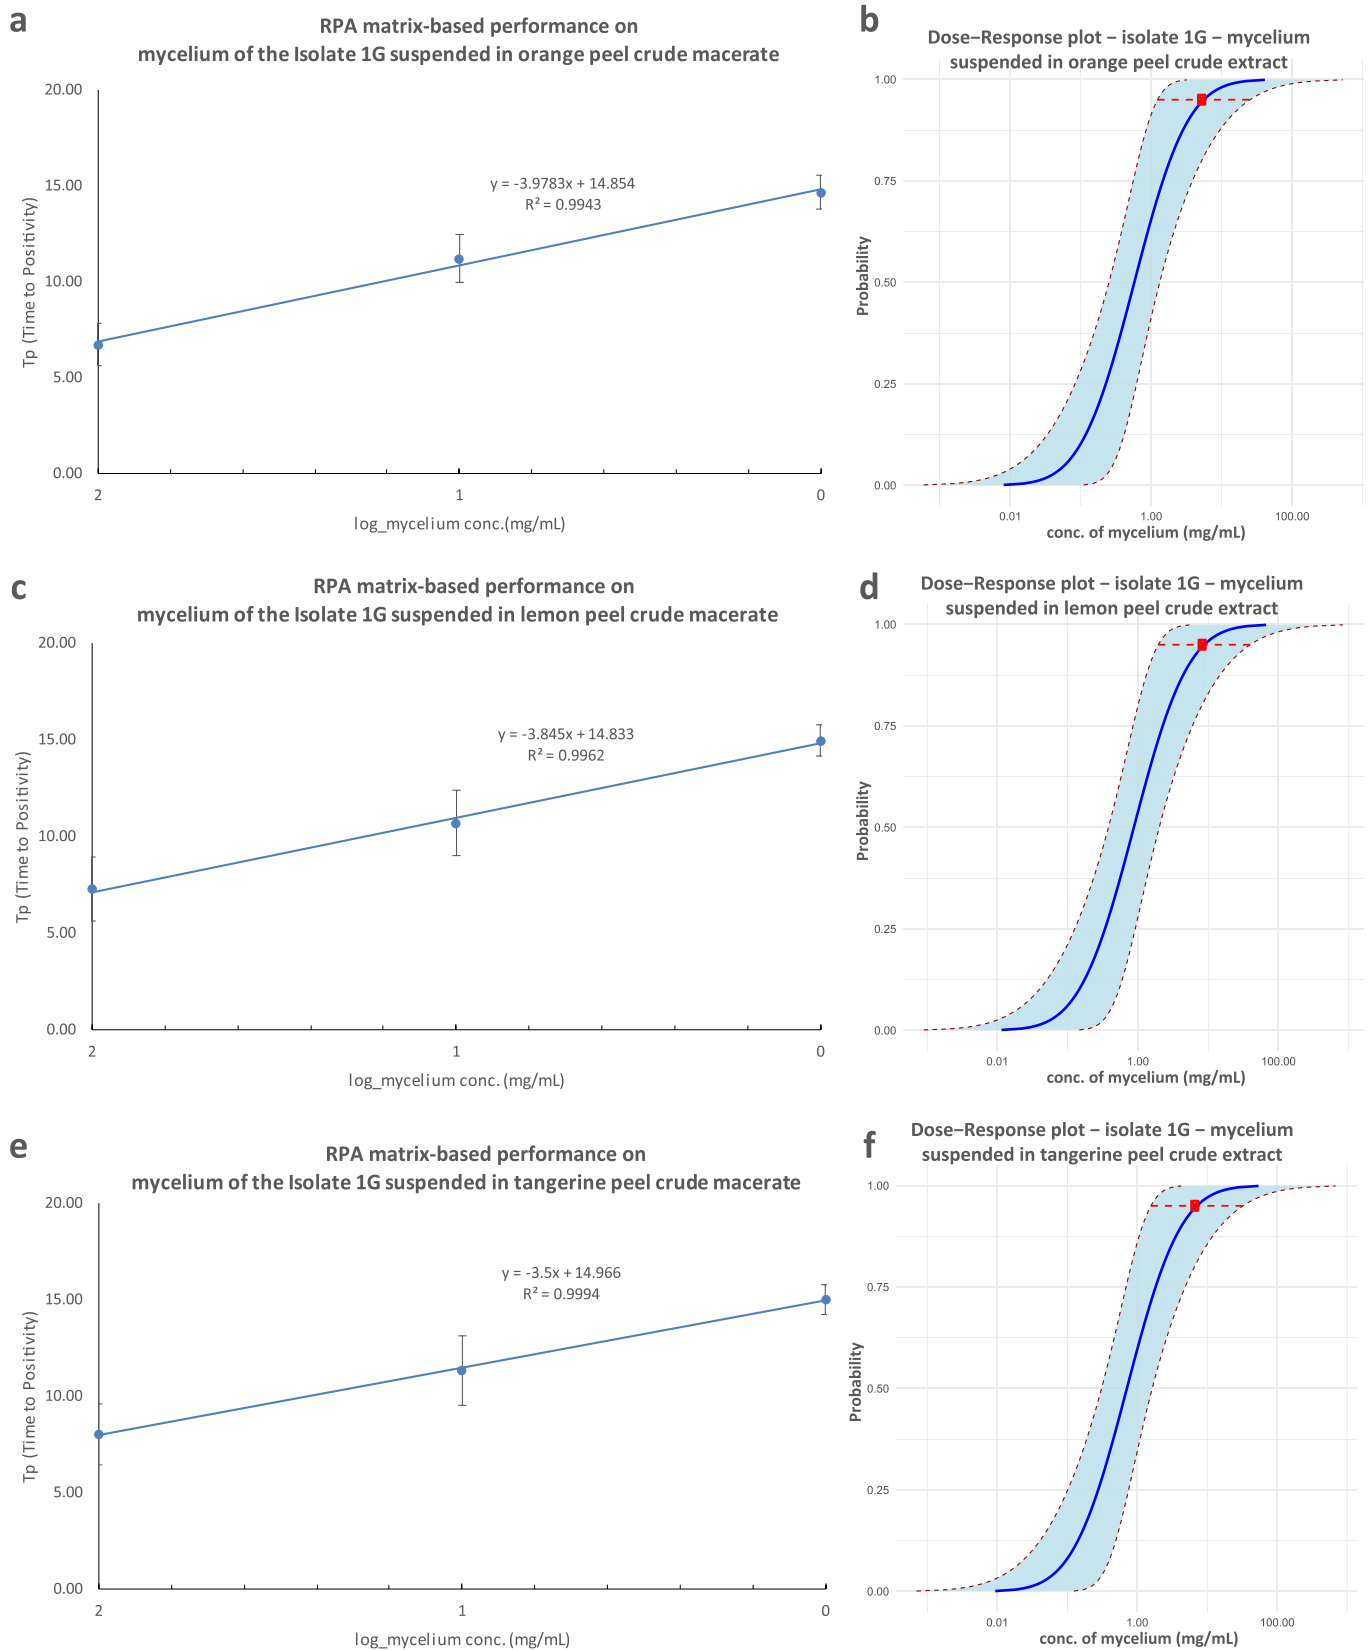 a
RPA matrix-based performance on
mycelium of the Isolate 1G suspended in orange peel crude macerate
20.00
15.00
10.00
5.00
0.00
Tp (Time to Positivity)
y = -3.9783x + 14.854
R² = 0.9943
2
1
0
log_mycelium conc.(mg/mL)
b
Dose−Response plot − isolate 1G − mycelium
suspended in orange peel crude extract
1.00
0.75
0.50
0.25
0.00
Probability
0.01
1.00
100.00
conc. of mycelium (mg/mL)
c
RPA matrix-based performance on
mycelium of the Isolate 1G suspended in lemon peel crude macerate
20.00
15.00
10.00
5.00
0.00
Tp (Time to Positivity)
y = -3.845x + 14.833
R² = 0.9962
2
1
0
log_mycelium conc. (mg/mL)
d
Dose−Response plot − isolate 1G − mycelium
suspended in lemon peel crude extract
1.00
0.75
0.50
0.25
0.00
Probability
0.01
1.00
100.00
conc. of mycelium (mg/mL)
e
RPA matrix-based performance on
mycelium of the Isolate 1G suspended in tangerine peel crude macerate
20.00
15.00
10.00
5.00
0.00
Tp (Time to Positivity)
y = -3.5x + 14.966
R² = 0.9994
2
1
0
log_mycelium conc. (mg/mL)
f
Dose−Response plot − isolate 1G − mycelium
suspended in tangerine peel crude extract
1.00
0.75
0.50
0.25
0.00
Probability
0.01
1.00
100.00
conc. of mycelium (mg/mL)